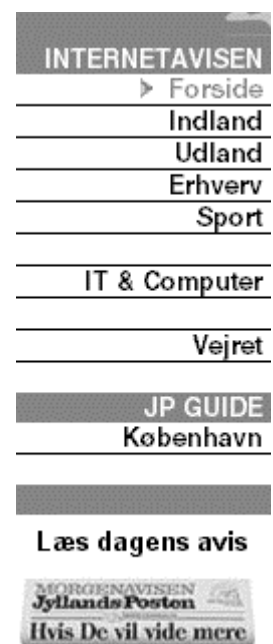 INTERNETAVISEN
Forside
Indland
Udland
Erhverv
Sport
IT & Computer
Vejret
JP GUIDE
København
Læs dagens avis
MORGENAVISEN
Jyllands-Posten
Hvis De vil vide mere